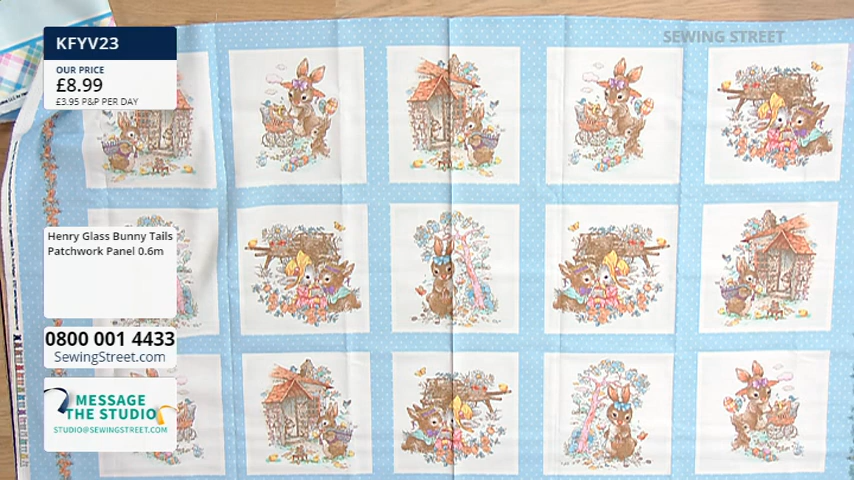 SEWING STREET
KFYV23
OUR PRICE
£8.99
£3.95 P&P PER DAY
Henry Glass Bunny Tails
Patchwork Panel 0.6m
0800 001 4433
SewingStreet.com
MESSAGE
THE STUDIO
STUDIO@SEWINGSTREET.COM